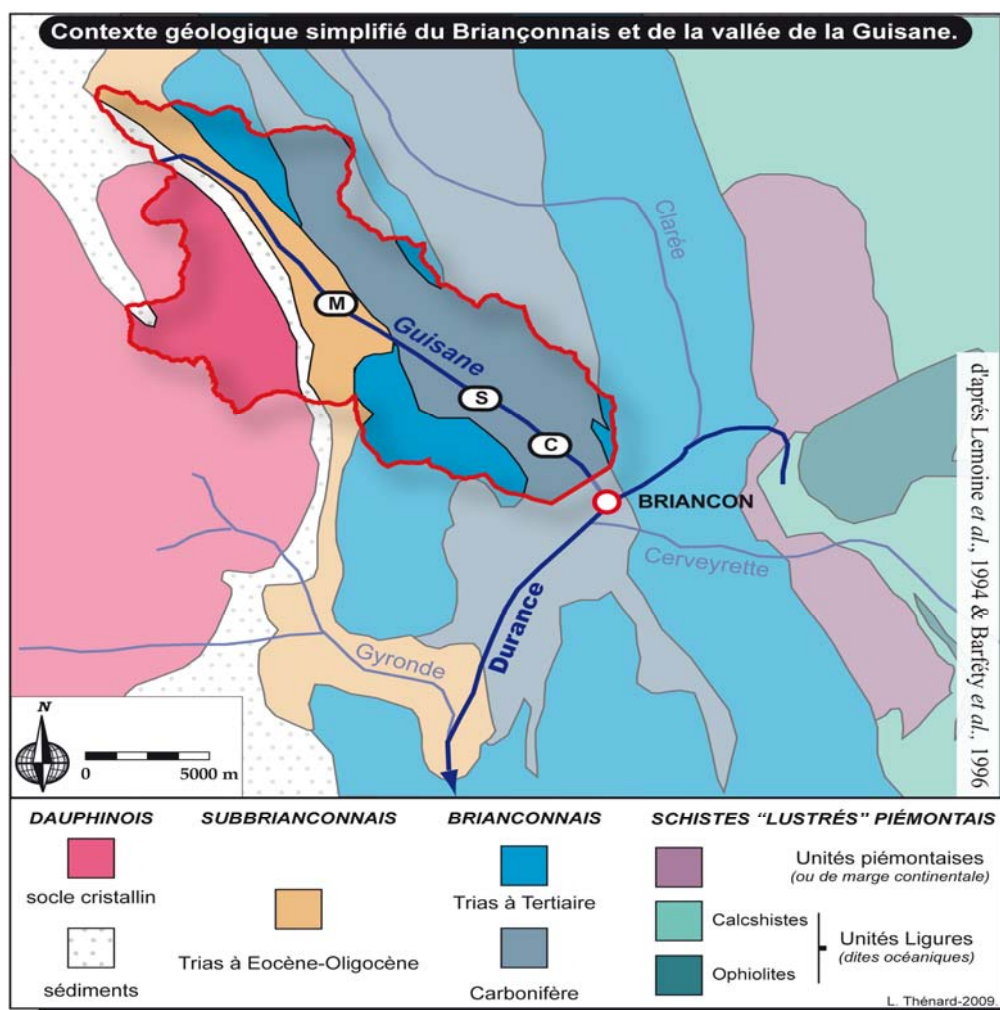 Contexte géologique simplifié du Briançonnais et de la vallée de la Guisane.
Clarée
M
Guisane
S
C
BRIANCON
Cerveyrette
Durance
Gyronde
d'aprés Lemoine et al., 1994 & Barféty et al., 1996
N
0 5000 m
DAUPHINOIS
socle cristallin
sédiments
SUBBRIANCONNAIS
Trias à Eocène-Oligocène
BRIANCONNAIS
Trias à Tertiaire
Carbonifère
SCHISTES “LUSTRÉS” PIÉMONTAIS
Unités piémontaises
(ou de marge continentale)
Calcshistes
Ophiolites
Unités Ligures
(dites océaniques)
L. Thénard-2009.